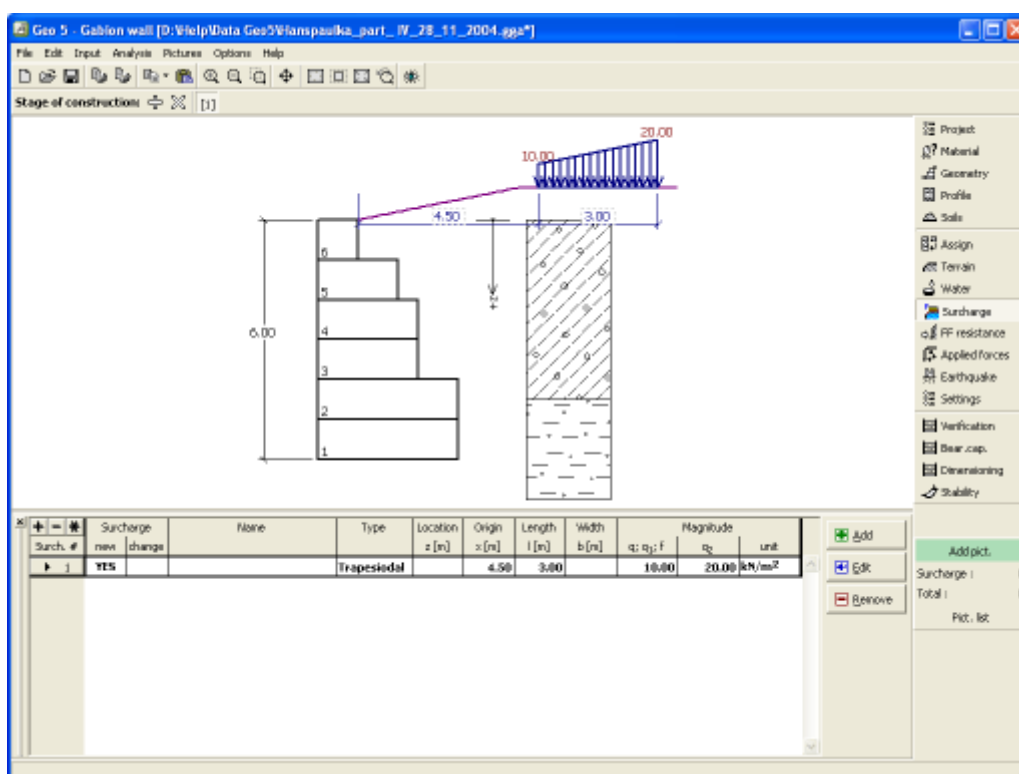 Geo 5 - Gabion wall [D:\Help\Data Geo5\Hanspaulka_part_ IV_28_11_2004.gga*]
File Edit Input Analysis Pictures Options Help
Stage of construction: [1]
20.00
10.00
4.50 3.00
6.00
6
5
4
3
2
1
+z
Project
Material
Geometry
Profile
Soils
Assign
Terrain
Water
Surcharge
FF resistance
Applied forces
Earthquake
Settings
Verification
Bear.cap.
Dimensioning
Stability
Surcharge Name Type Location Origin Length Width Magnitude
Surch. # new change z [m] x [m] l [m] b [m] q; q1; f q2 unit
1 YES Trapesiodal 4.50 3.00 10.00 20.00 kN/m2
Add
Edit
Remove
Add pict.
Surcharge :
Total :
Pict. list